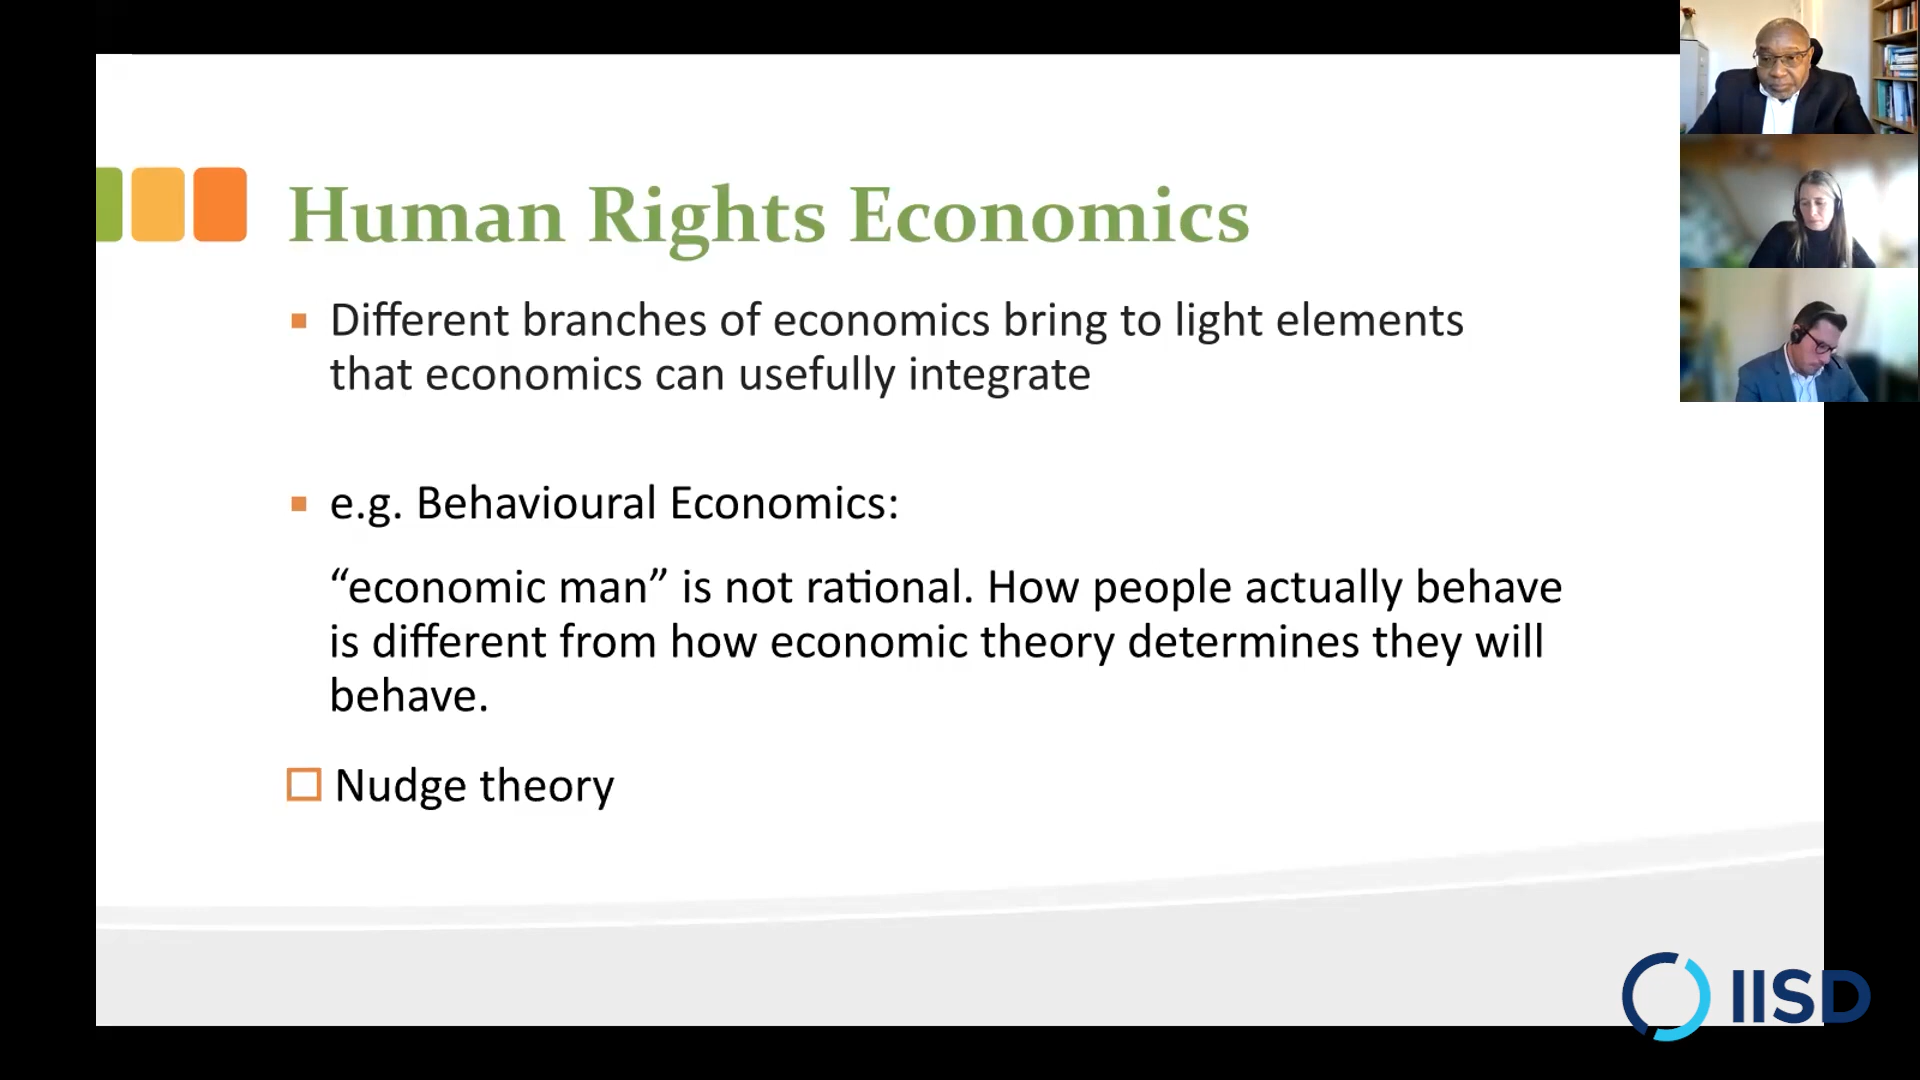 Human Rights Economics
Different branches of economics bring to light elements
that economics can usefully integrate
e.g. Behavioural Economics:
“economic man” is not rational. How people actually behave
is different from how economic theory determines they will
behave.
Nudge theory
IISD